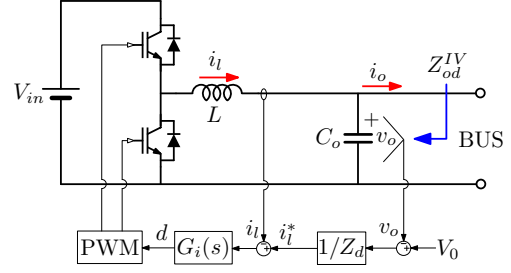 i_l
i_o
Z_{od}^{IV}
V_{in}
L
C_o
+
v_o
BUS
d
i_l
i_l^*
v_o
PWM
G_i(s)
1/Z_d
V_0